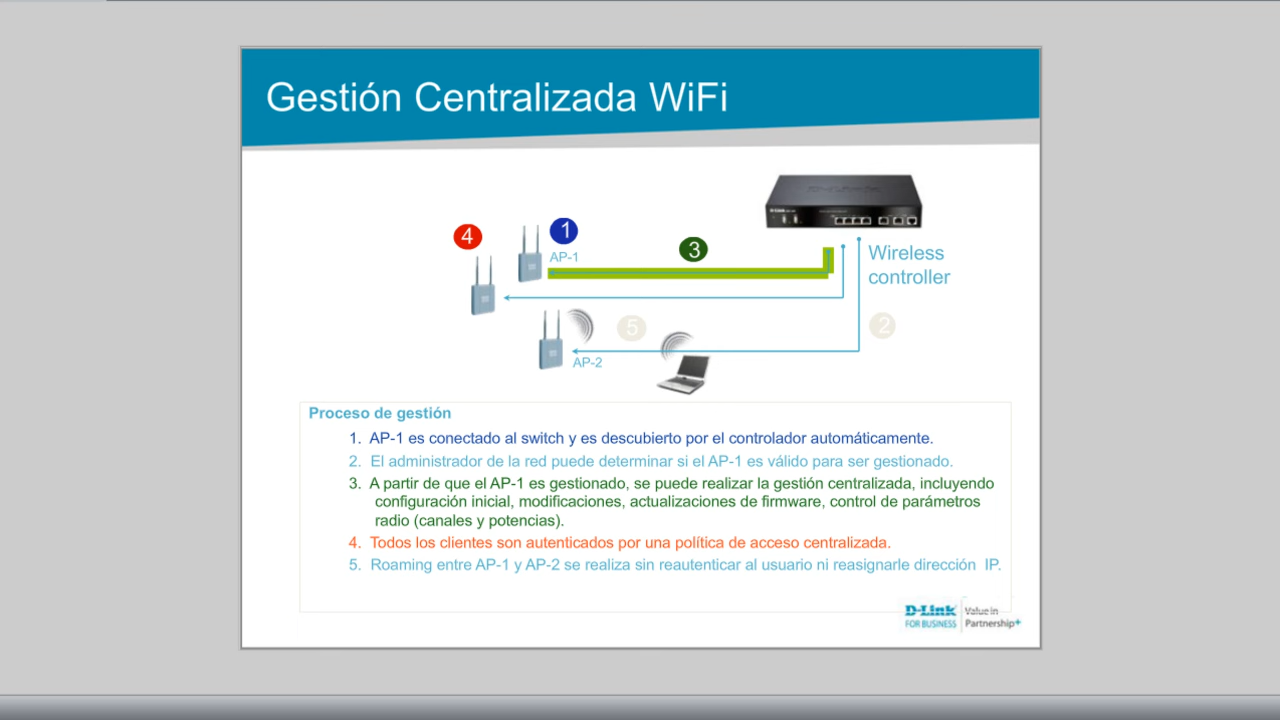 Gestión Centralizada WiFi
4
1
AP-1
3
Wireless
controller
5
2
AP-2
Proceso de gestión
1. AP-1 es conectado al switch y es descubierto por el controlador automáticamente.
2. El administrador de la red puede determinar si el AP-1 es válido para ser gestionado.
3. A partir de que el AP-1 es gestionado, se puede realizar la gestión centralizada, incluyendo
configuración inicial, modificaciones, actualizaciones de firmware, control de parámetros
radio (canales y potencias).
4. Todos los clientes son autenticados por una política de acceso centralizada.
5. Roaming entre AP-1 y AP-2 se realiza sin reautenticar al usuario ni reasignarle dirección IP.
D-Link
FOR BUSINESS
Value in
Partnership+